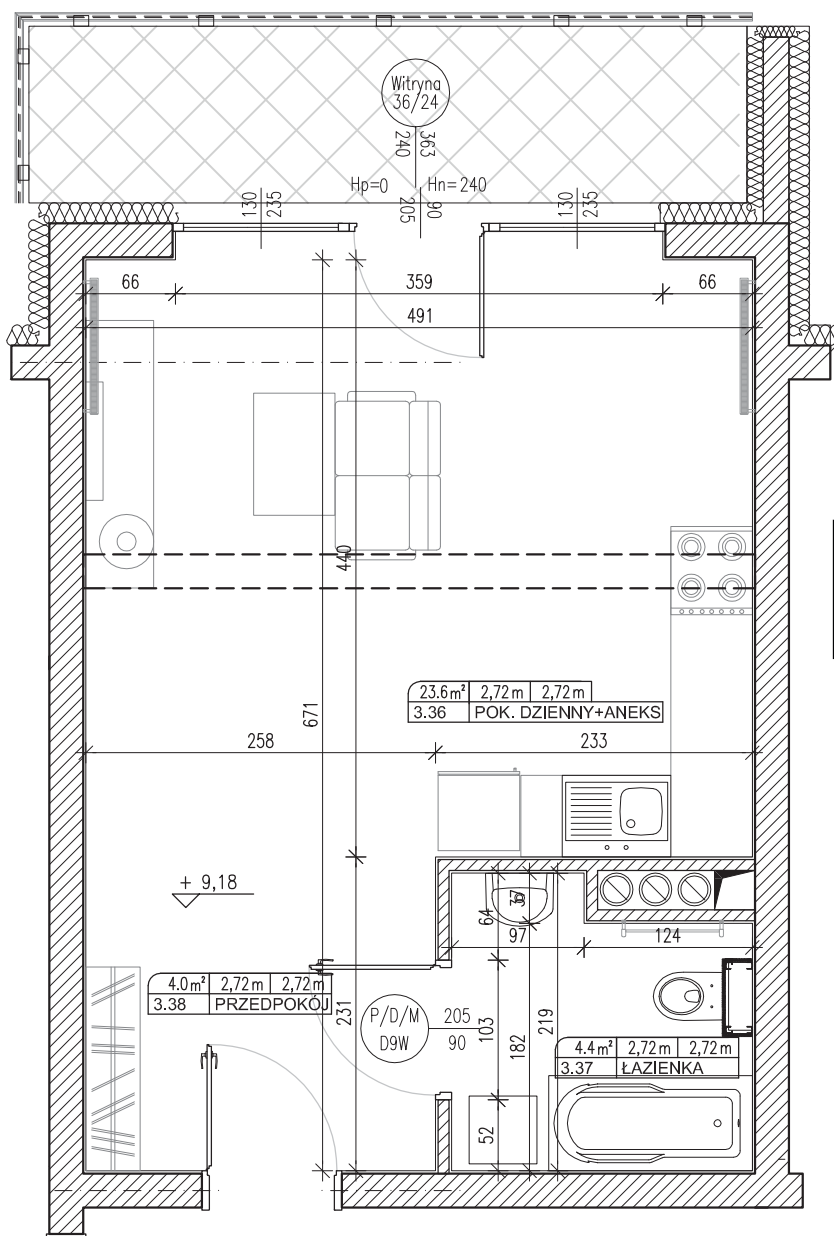 Witryna
36/24
240
363
Hp=0
Hn=240
205
90
130
235
130
235
66
359
66
491
440
671
23.6m² 2,72m 2,72m
3.36 POK. DZIENNY+ANEKS
258
233
+ 9,18
64
37
97
124
4.0m² 2,72m 2,72m
3.38 PRZEDPOKÓJ
231
P/D/M
D9W
205
90
103
182
219
4.4m² 2,72m 2,72m
3.37 ŁAZIENKA
52